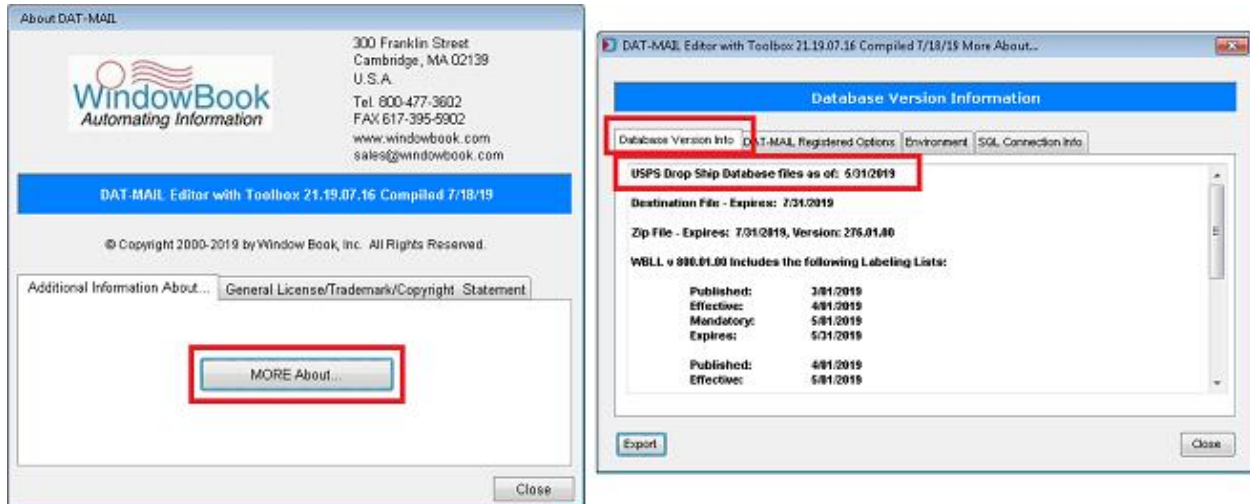 About DAT-MAIL
WindowBook
Automating Information
300 Franklin Street
Cambridge, MA 02139
U.S.A.
Tel. 800-477-3602
FAX 617-395-5902
www.windowbook.com
sales@windowbook.com
DAT-MAIL Editor with Toolbox 21.19.07.16 Compiled 7/18/19
© Copyright 2000-2019 by Window Book, Inc. All Rights Reserved.
Additional Information About... General License/Trademark/Copyright Statement
MORE About...
Close
DAT-MAIL Editor with Toolbox 21.19.07.16 Compiled 7/18/19 More About...
Database Version Information
Database Version Info DAT-MAIL Registered Options Environment SQL Connection Info
USPS Drop Ship Database files as of: 5/31/2019
Destination File - Expires: 7/31/2019
Zip File - Expires: 7/31/2019, Version: 276.01.00
WBLL v 800.01.00 Includes the following Labeling Lists:
Published: 3/01/2019
Effective: 4/01/2019
Mandatory: 5/01/2019
Expires: 5/31/2019
Published: 4/01/2019
Effective: 5/01/2019
Export
Close